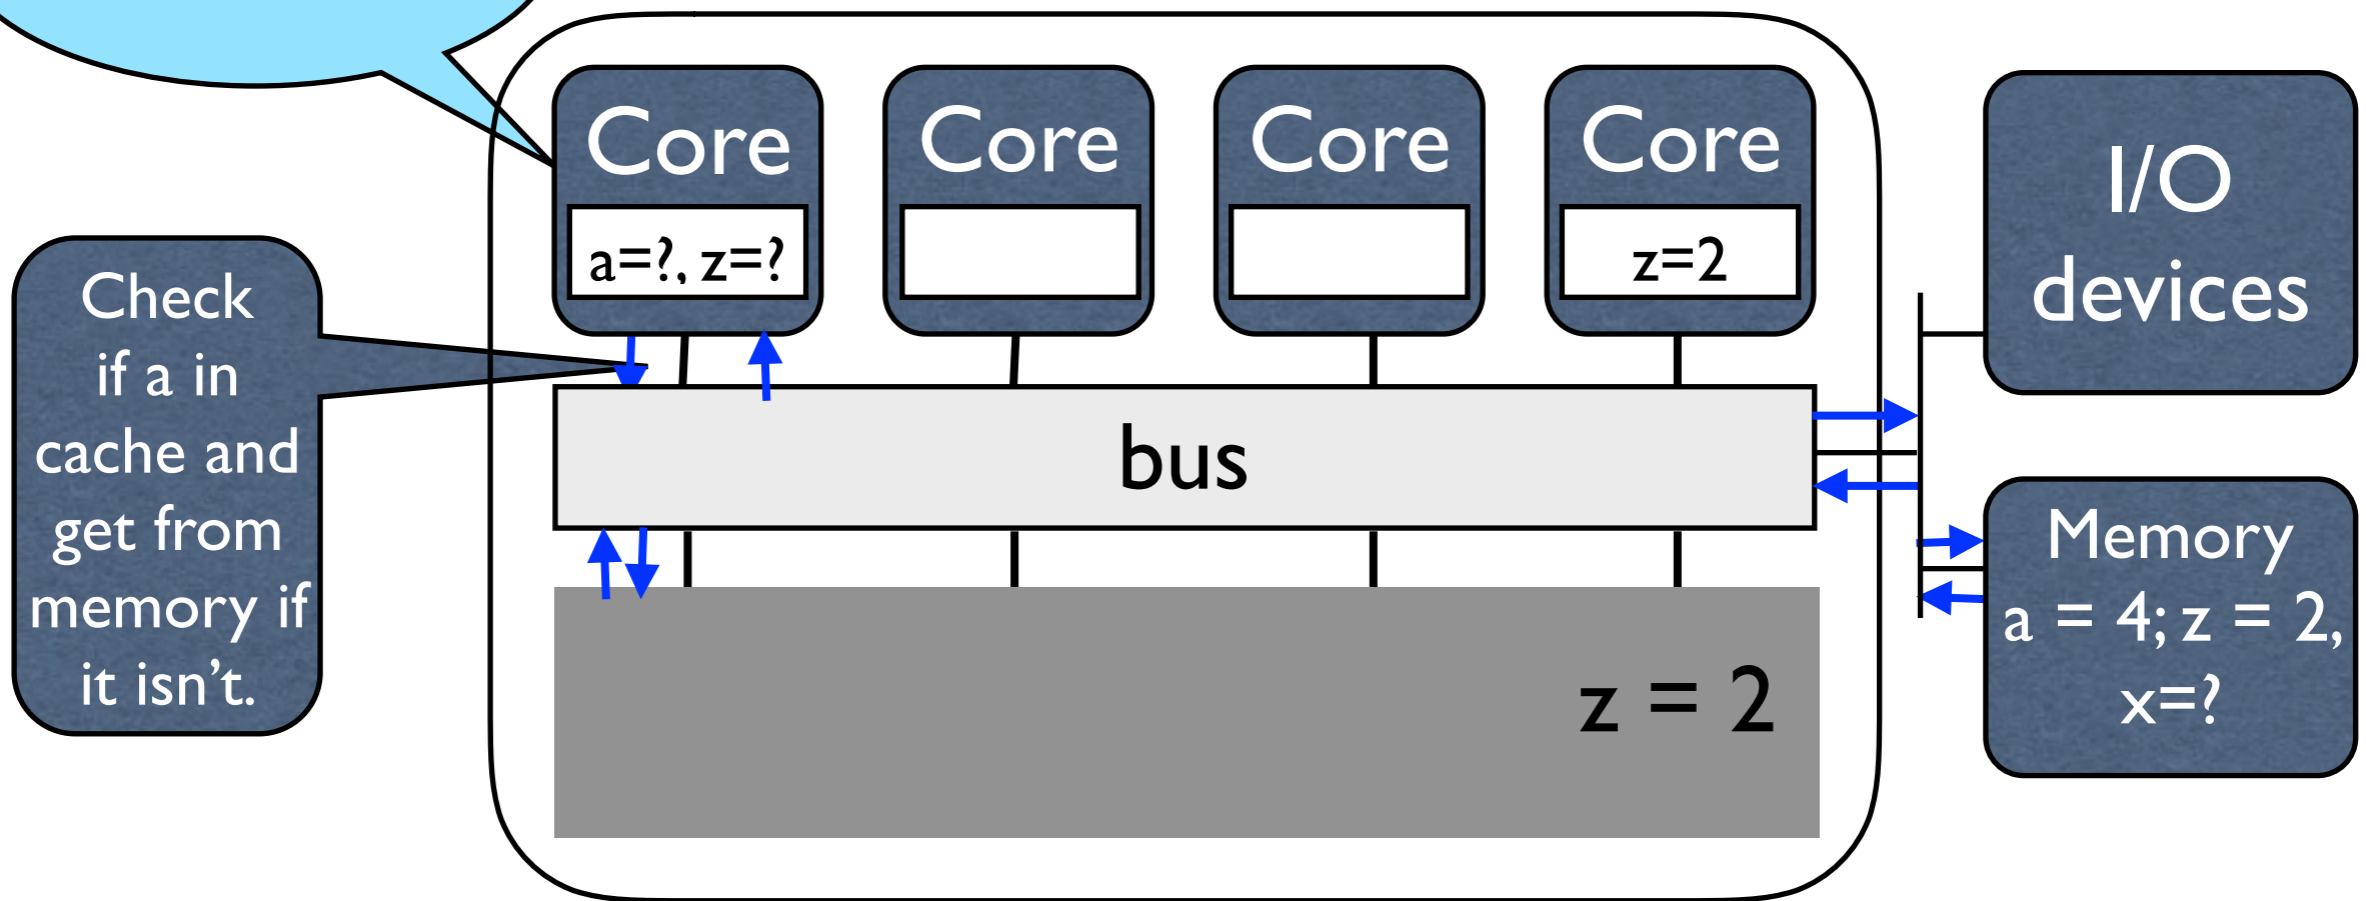 Core
Core
Core
Core
a=?, z=?
z=2
I/O
devices
Check
if a in
cache and
get from
memory if
it isn’t.
bus
Memory
a = 4; z = 2,
x=?
z = 2